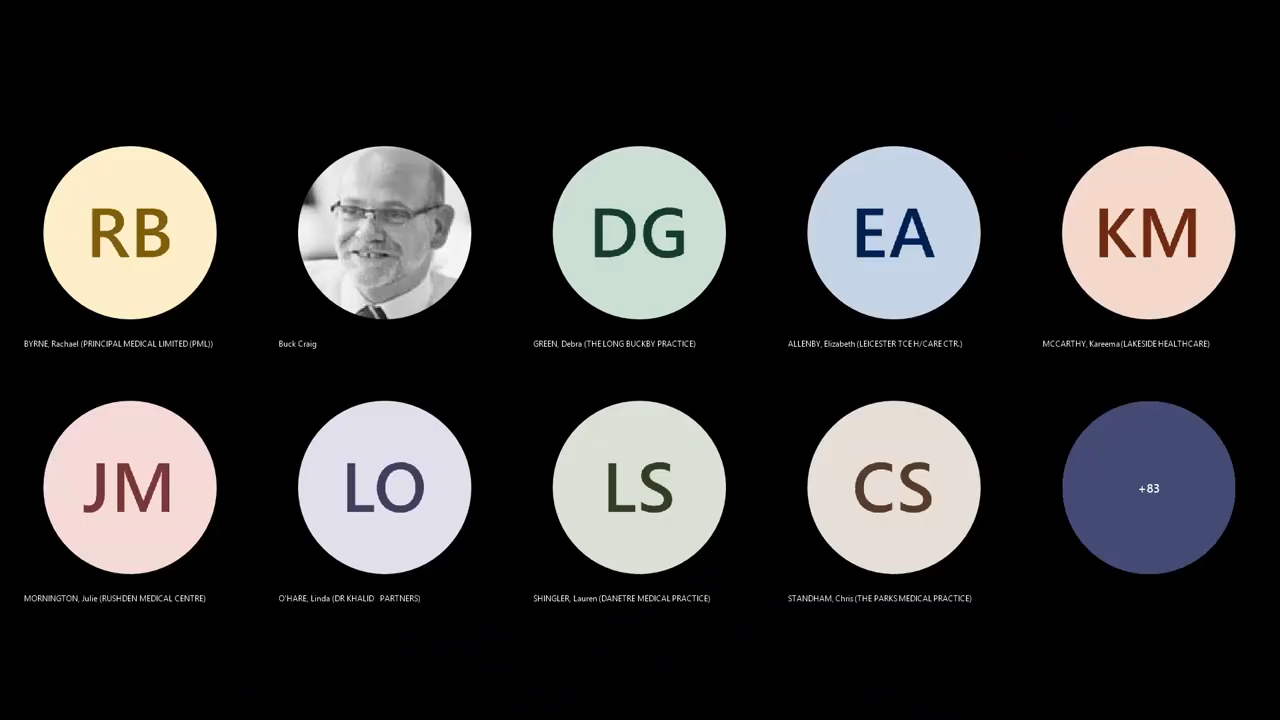 RB
DG
EA
KM
BYRNE, Rachael (PRINCIPAL MEDICAL LIMITED (PML))
Buck Craig
GREEN, Debra (THE LONG BUCKBY PRACTICE)
ALLENBY, Elizabeth (LEICESTER TCE H/CARE CTR.)
MCCARTHY, Kareema (LAKESIDE HEALTHCARE)
JM
LO
LS
CS
+83
MORNINGTON, Julie (RUSHDEN MEDICAL CENTRE)
O'HARE, Linda (DR KHALID PARTNERS)
SHINGLER, Lauren (DANETRE MEDICAL PRACTICE)
STANDHAM, Chris (THE PARKS MEDICAL PRACTICE)